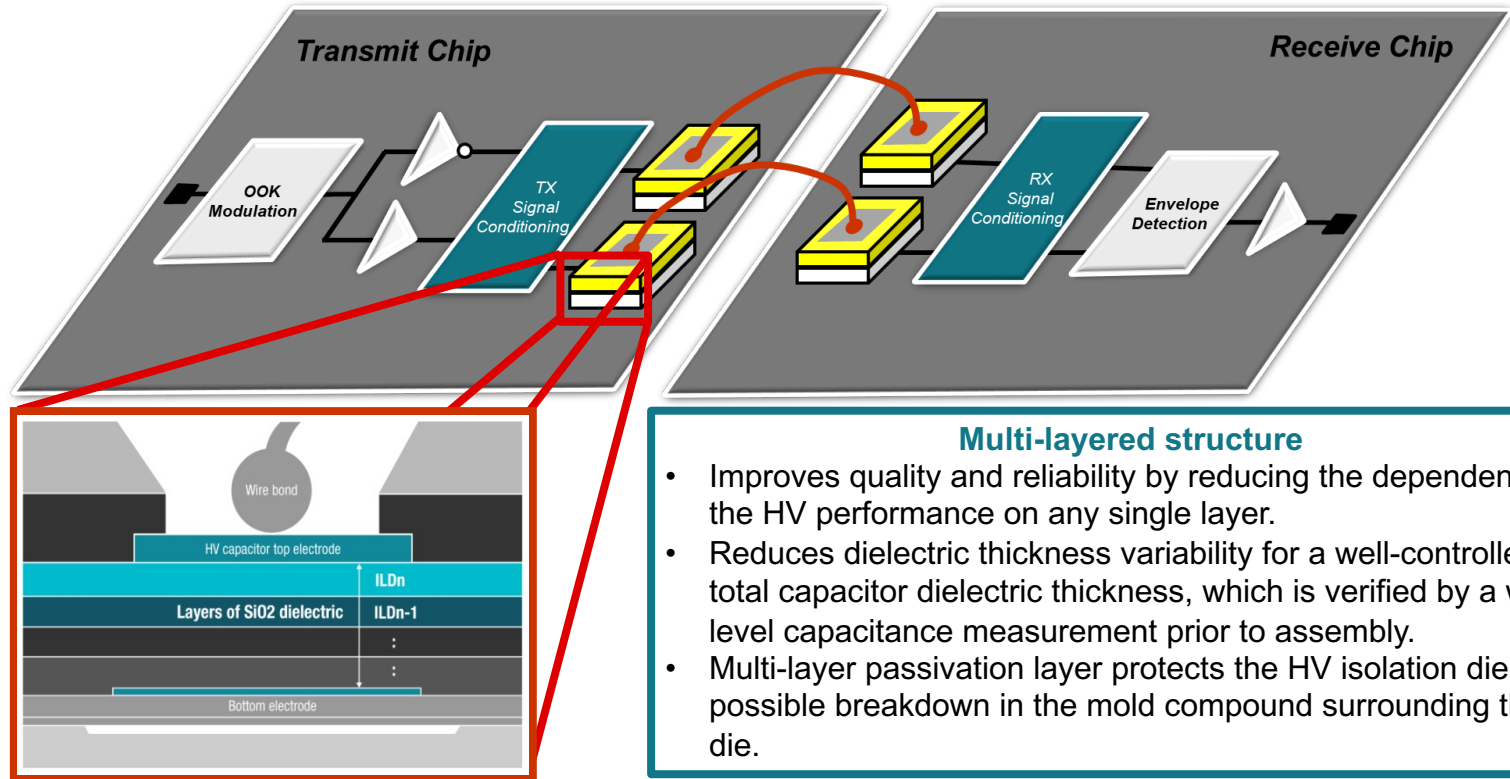 Transmit Chip
Receive Chip
OOK
Modulation
TX
Signal
Conditioning
RX
Signal
Conditioning
Envelope
Detection
Wire bond
HV capacitor top electrode
ILDn
Layers of SiO2 dielectric
ILDn-1
:
:
Bottom electrode
Multi-layered structure
• Improves quality and reliability by reducing the dependen
the HV performance on any single layer.
• Reduces dielectric thickness variability for a well-controlle
total capacitor dielectric thickness, which is verified by a w
level capacitance measurement prior to assembly.
• Multi-layer passivation layer protects the HV isolation die
possible breakdown in the mold compound surrounding th
die.